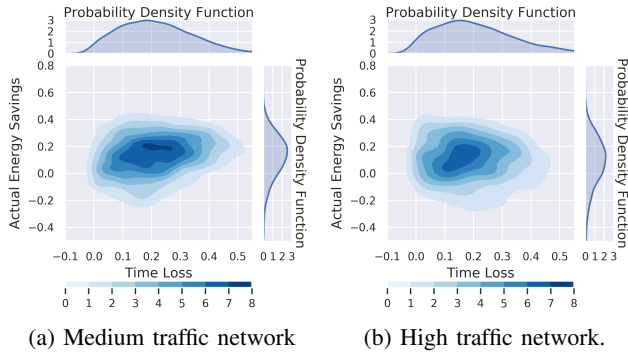 Probability Density Function
3
2
1
0
0.8
0.6
0.4
0.2
0.0
−0.2
−0.4
Actual Energy Savings
−0.1 0.0 0.1 0.2 0.3 0.4 0.5
Time Loss
0 1 2 3
Probability Density Function
0 1 2 3 4 5 6 7 8
(a) Medium traffic network
Probability Density Function
3
2
1
0
0.8
0.6
0.4
0.2
0.0
−0.2
−0.4
Actual Energy Savings
−0.1 0.0 0.1 0.2 0.3 0.4 0.5
Time Loss
0 1 2 3
Probability Density Function
0 1 2 3 4 5 6 7 8
(b) High traffic network.